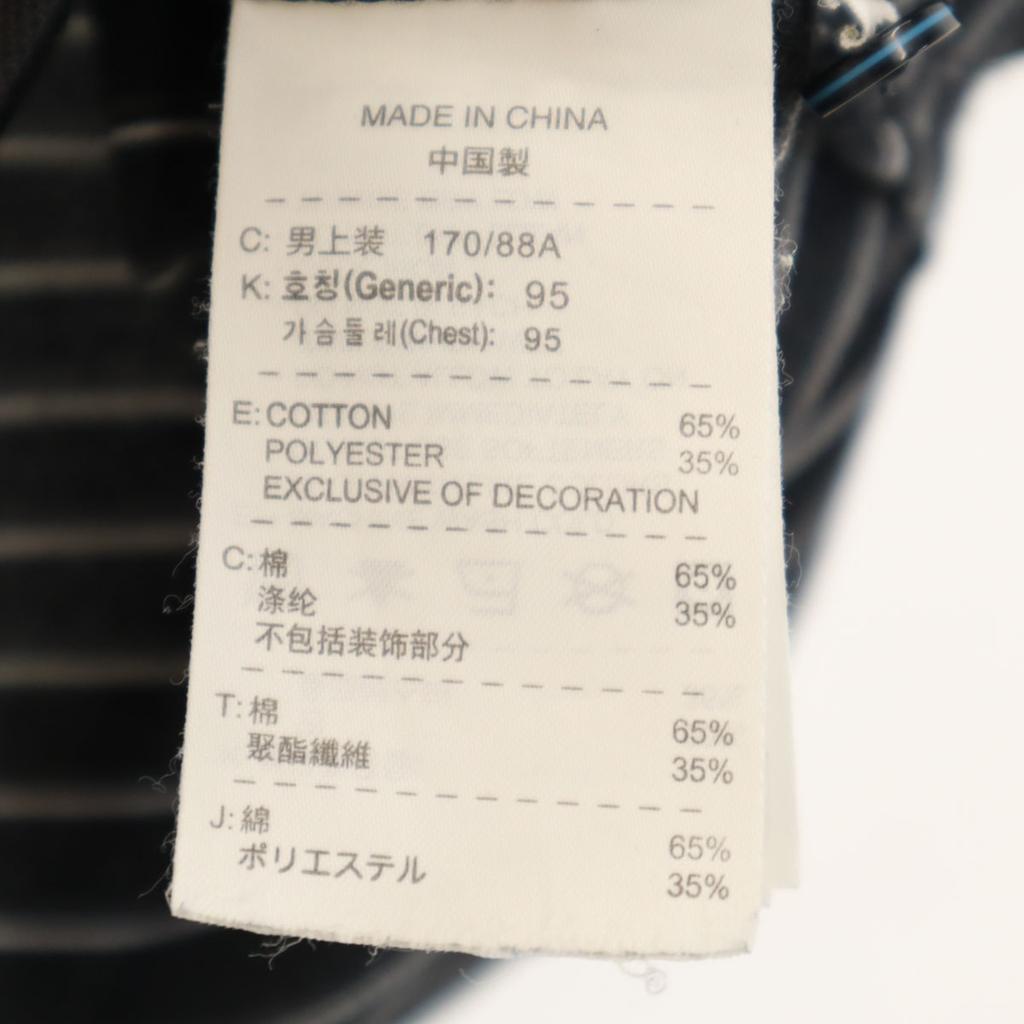 MADE IN CHINA
中国製
C: 男上装 170/88A
K: 호칭(Generic): 95
가슴둘레(Chest): 95
E: COTTON 65%
POLYESTER 35%
EXCLUSIVE OF DECORATION
C: 棉 65%
涤纶 35%
不包括装饰部分
T: 棉 65%
聚酯纖維 35%
J: 綿 65%
ポリエステル 35%